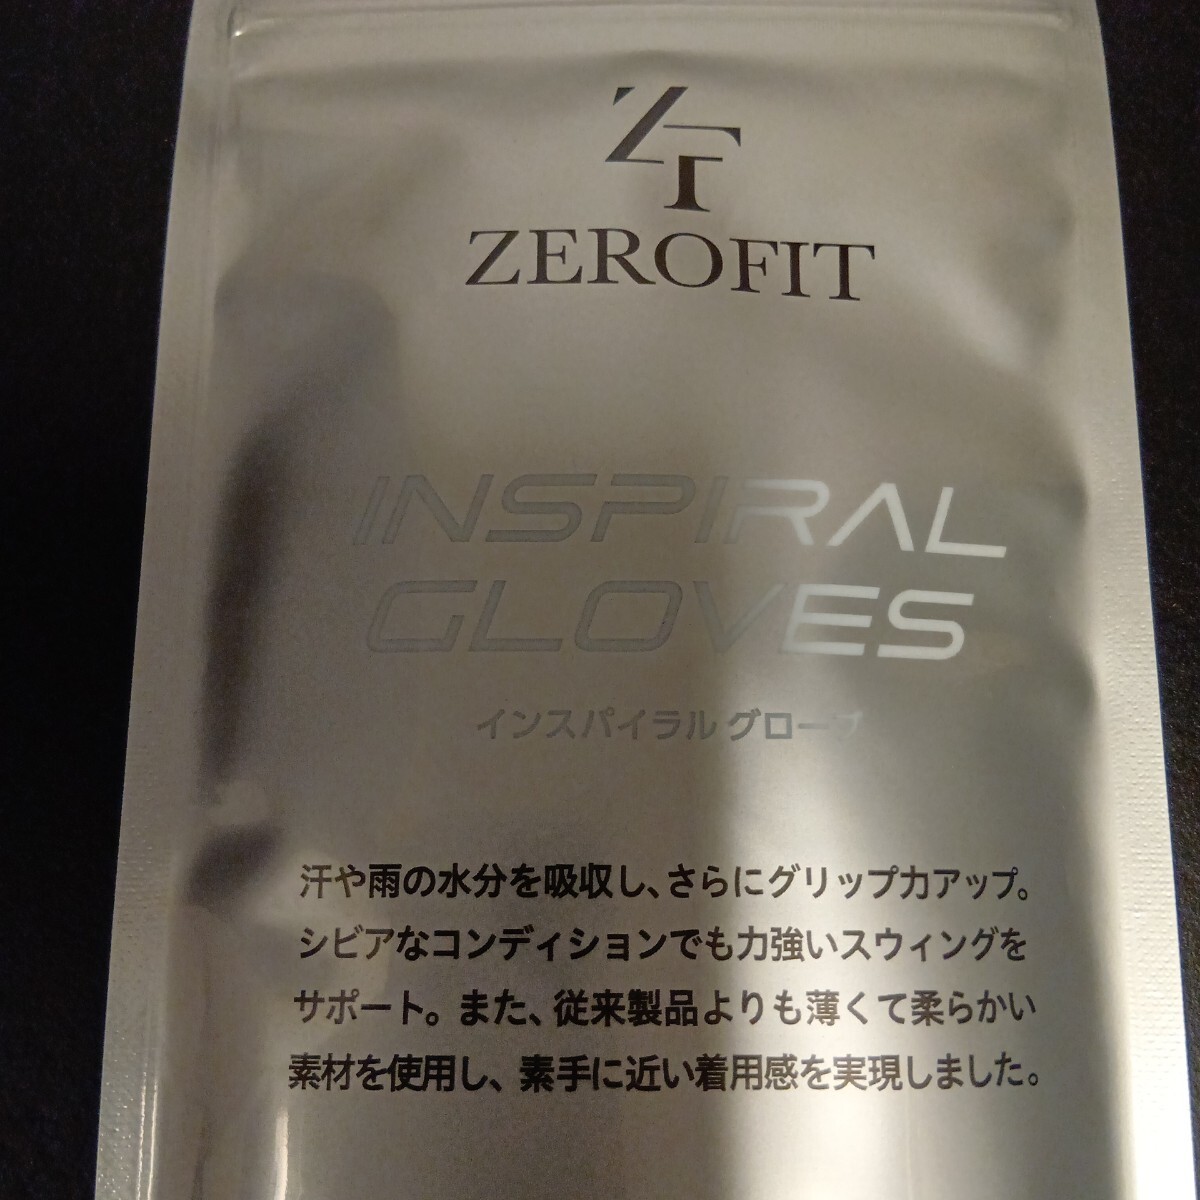 ZT
ZEROFIT
INSPIRAL
GLOVES
インスパイラル グローブ
汗や雨の水分を吸収し、さらにグリップ力アップ。
シビアなコンディションでも力強いスウィングを
サポート。また、従来製品よりも薄くて柔らかい
素材を使用し、素手に近い着用感を実現しました。